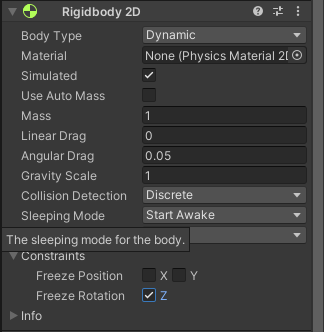 Rigidbody 2D
Body Type Dynamic
Material None (Physics Material 2D
Simulated
Use Auto Mass
Mass 1
Linear Drag 0
Angular Drag 0.05
Gravity Scale 1
Collision Detection Discrete
Sleeping Mode Start Awake
The sleeping mode for the body.
Constraints
Freeze Position X Y
Freeze Rotation Z
Info